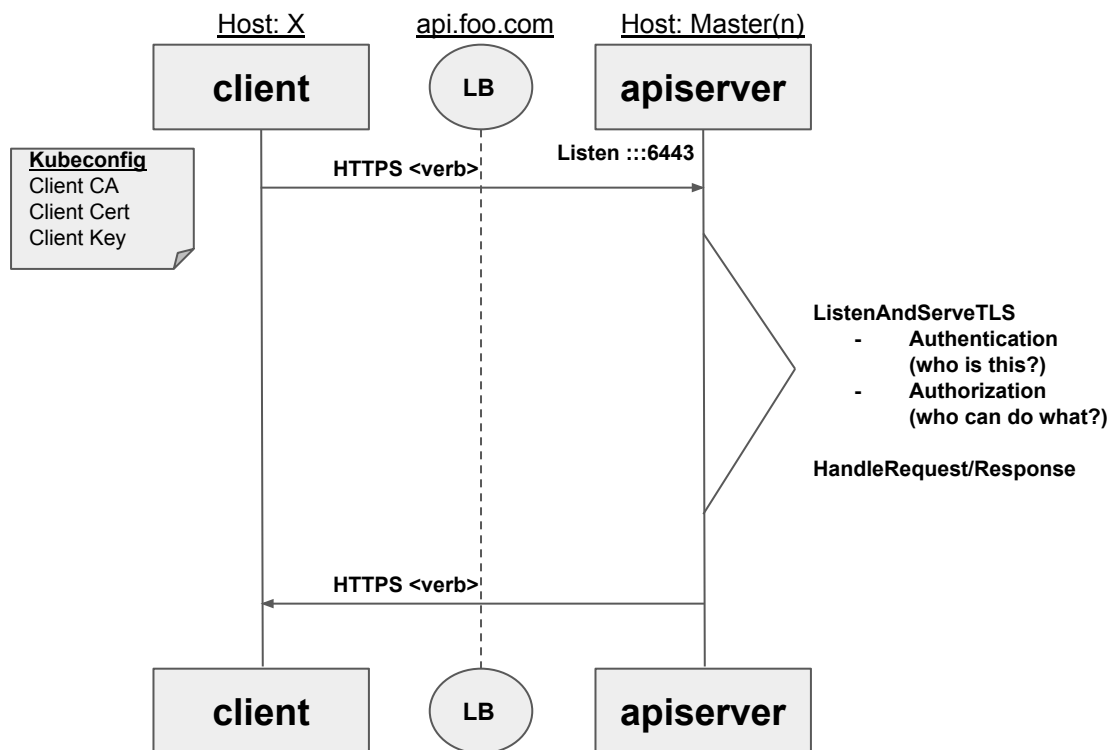 Host: X
api.foo.com
Host: Master(n)
client
LB
apiserver
Kubeconfig
Client CA
Client Cert
Client Key
HTTPS <verb>
Listen :::6443
ListenAndServeTLS
- Authentication
(who is this?)
- Authorization
(who can do what?)
HandleRequest/Response
HTTPS <verb>
client
LB
apiserver